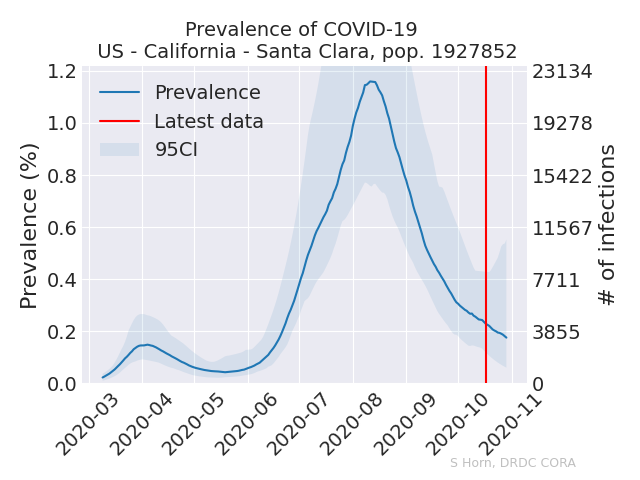 Prevalence of COVID-19
US - California - Santa Clara, pop. 1927852
Prevalence
Latest data
95CI
Prevalence (%)
1.2
1.0
0.8
0.6
0.4
0.2
0.0
23134
19278
15422
11567
7711
3855
0
# of infections
2020-03
2020-04
2020-05
2020-06
2020-07
2020-08
2020-09
2020-10
2020-11
S Horn, DRDC CORA